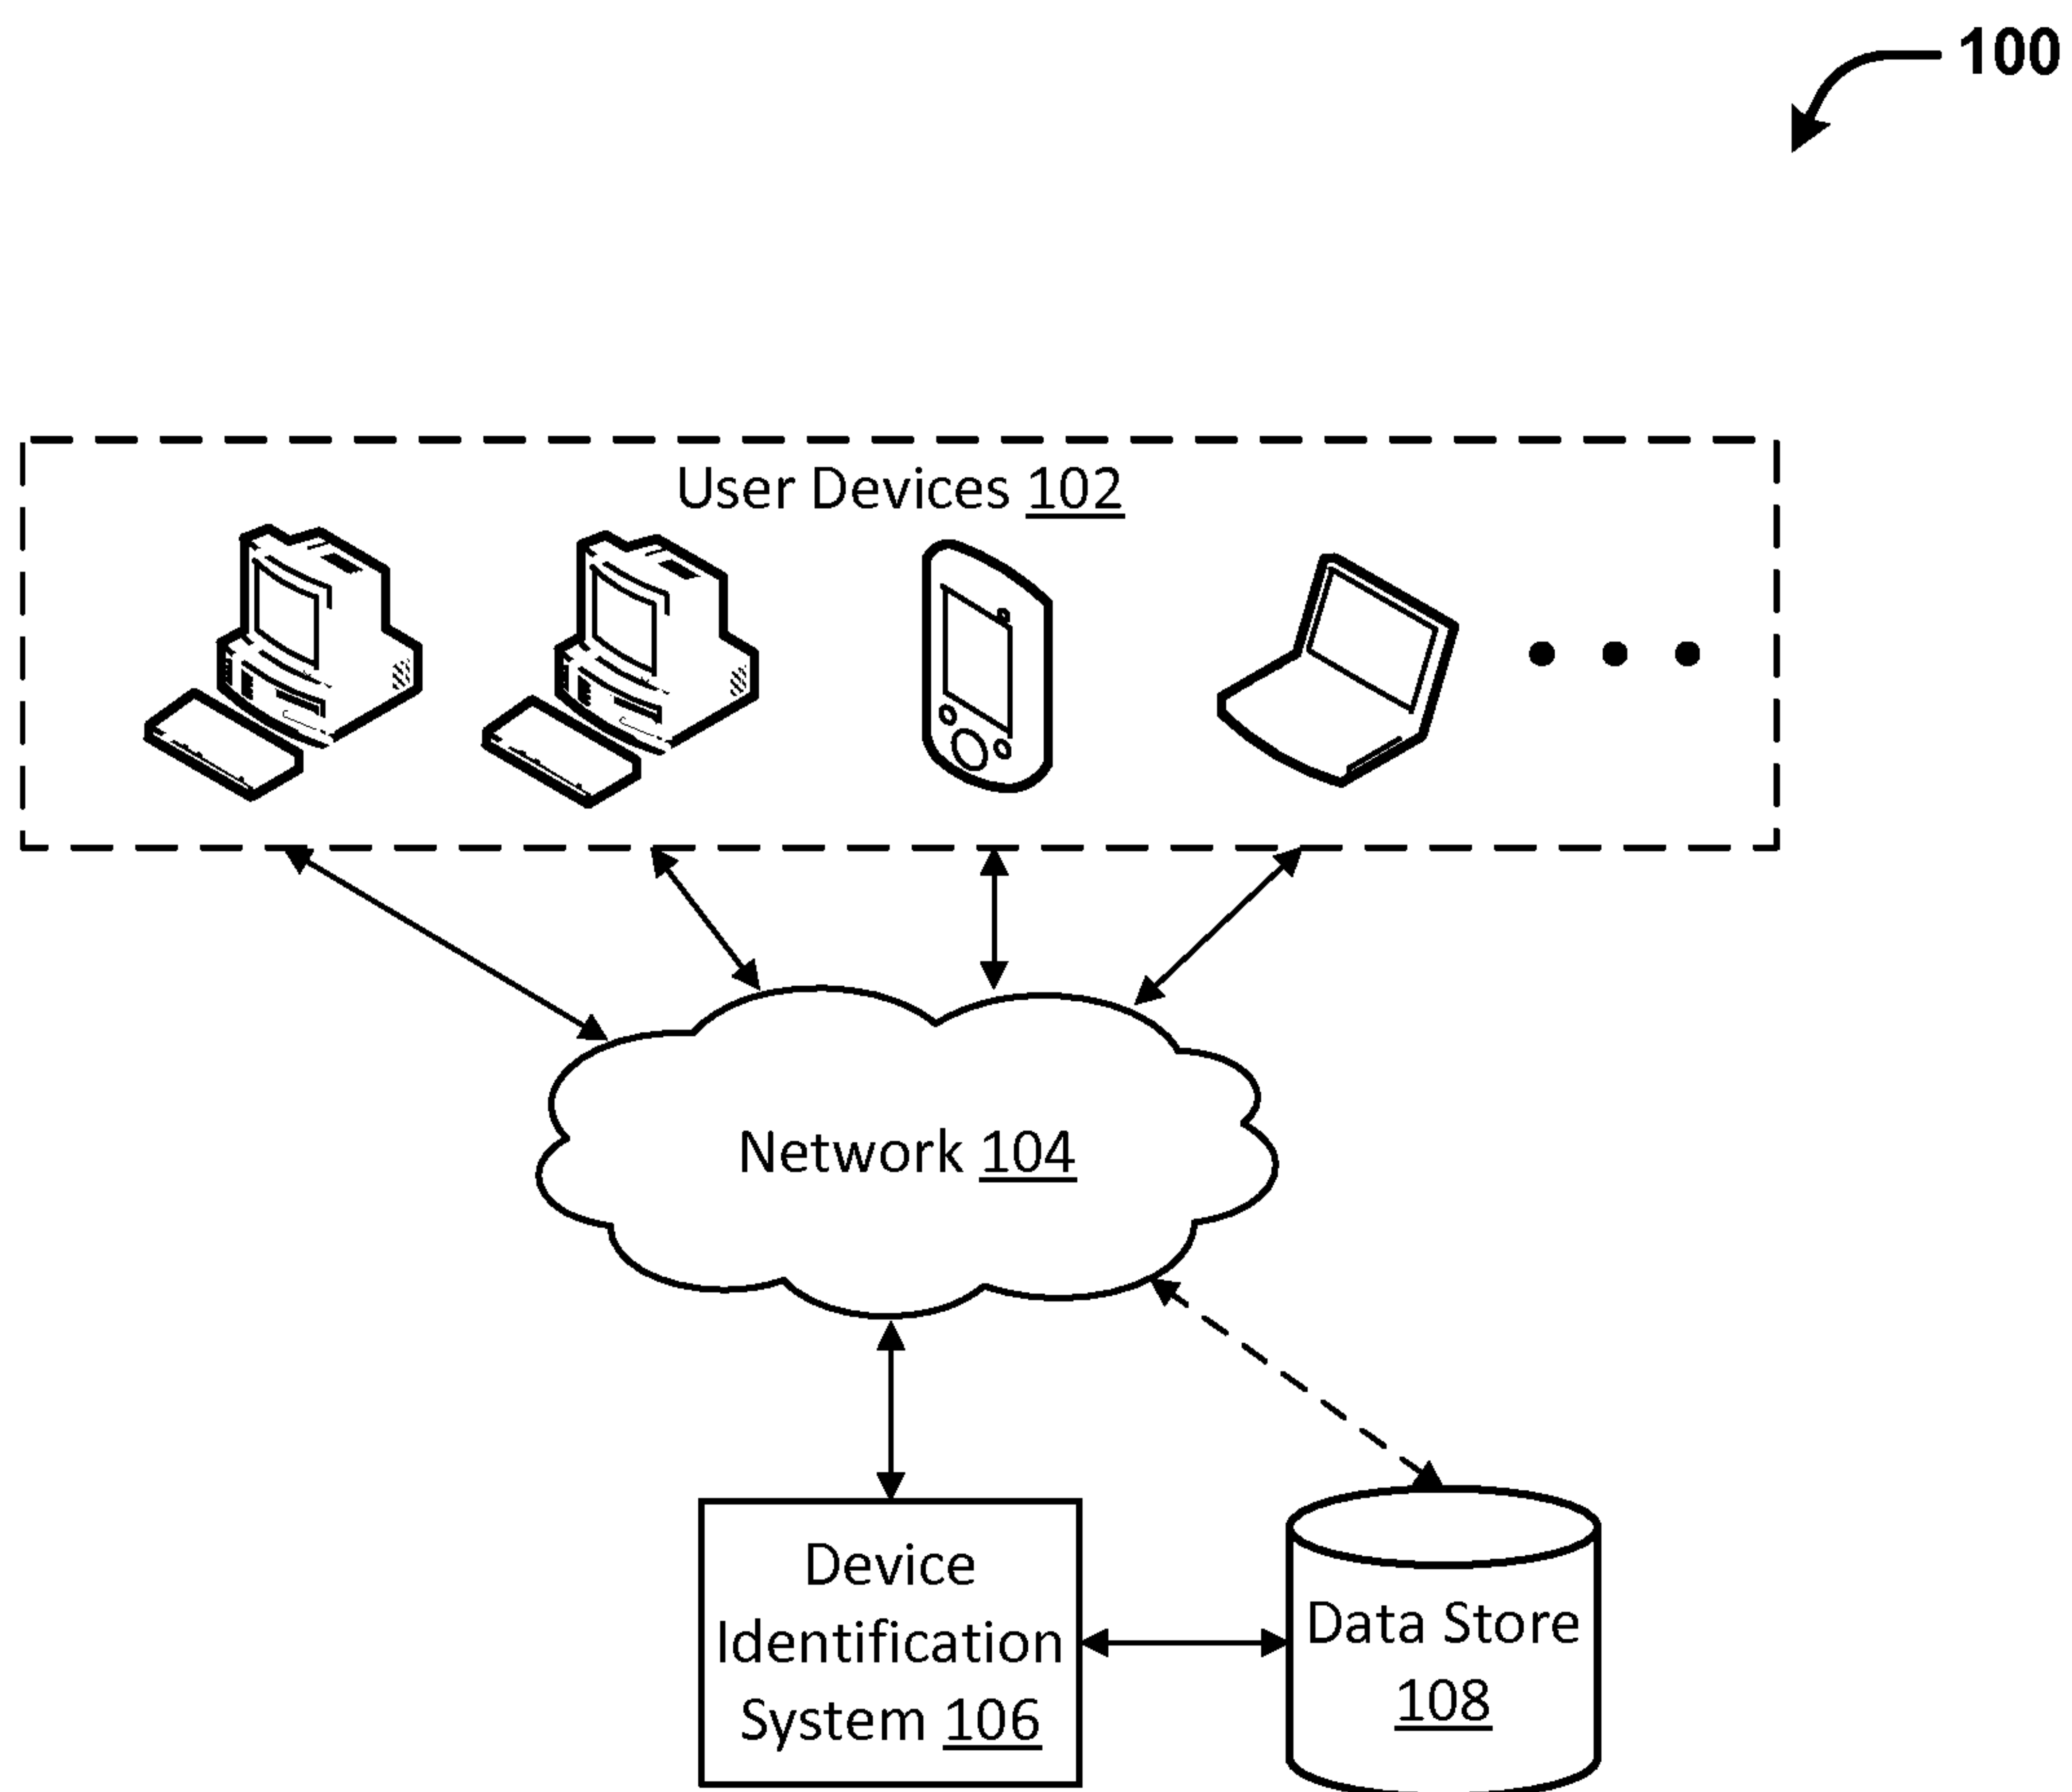 100
User Devices 102
Network 104
Device
Identification
System 106
Data Store
108